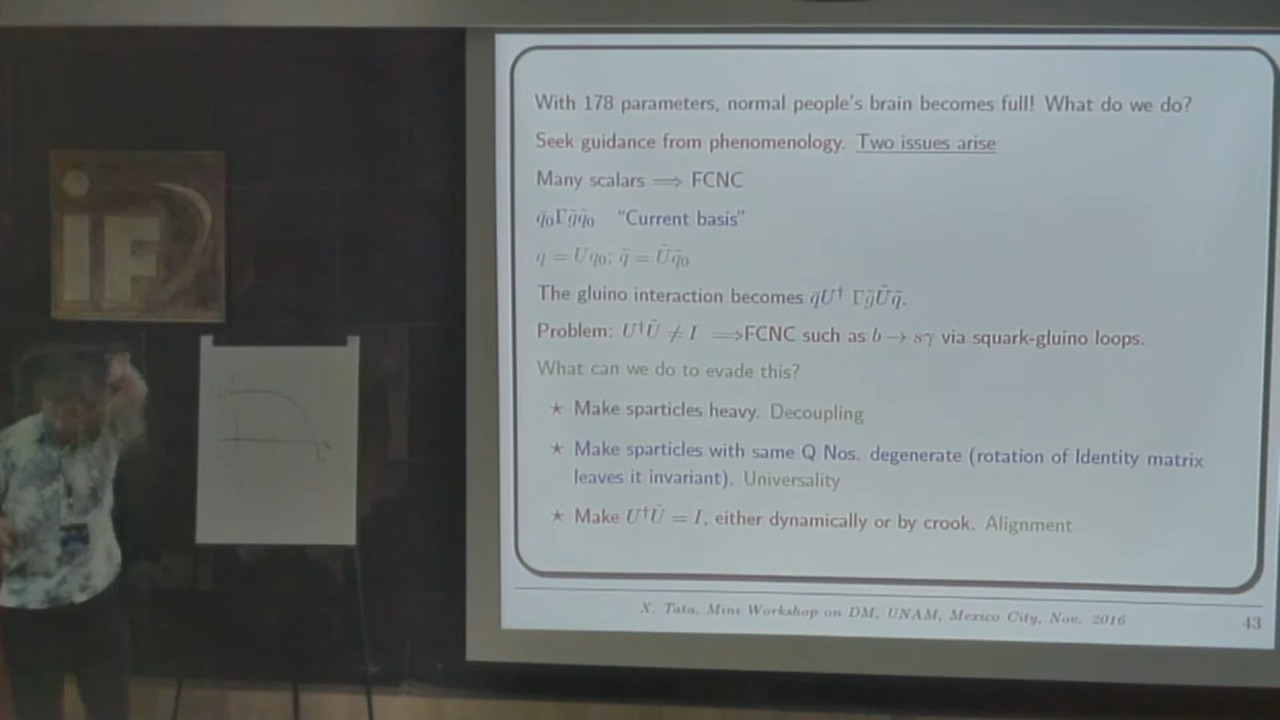 iF
With 178 parameters, normal people's brain becomes full! What do we do?
Seek guidance from phenomenology. Two issues arise
Many scalars ⟹ FCNC
q̄₀Γg̃q̃₀ "Current basis"
q = Uq₀; q̃ = Ũq̃₀
The gluino interaction becomes q̄U† Γg̃Ũq̃.
Problem: U†Ũ ≠ I ⟹FCNC such as b → sγ via squark-gluino loops.
What can we do to evade this?
★ Make sparticles heavy. Decoupling
★ Make sparticles with same Q Nos. degenerate (rotation of Identity matrix
leaves it invariant). Universality
★ Make U†Ũ = I, either dynamically or by crook. Alignment
X. Tata, Mini Workshop on DM, UNAM, Mexico City, Nov. 2016
43